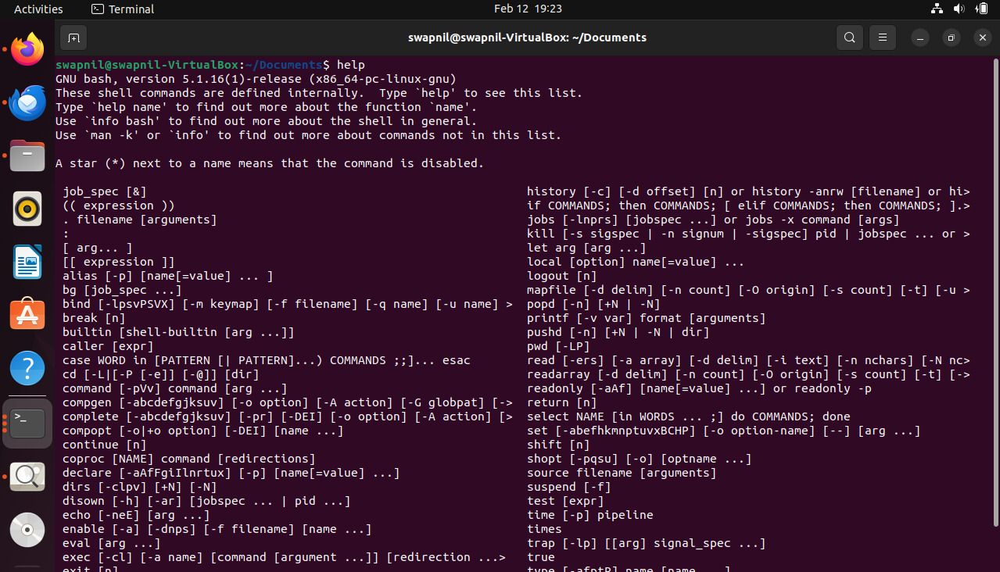 Activities
Terminal
Feb 12 19:23
swapnil@swapnil-VirtualBox: ~/Documents
swapnil@swapnil-VirtualBox:~/Documents$ help
GNU bash, version 5.1.16(1)-release (x86_64-pc-linux-gnu)
These shell commands are defined internally.  Type `help' to see this list.
Type `help name' to find out more about the function `name'.
Use `info bash' to find out more about the shell in general.
Use `man -k' or `info' to find out more about commands not in this list.
A star (*) next to a name means that the command is disabled.
job_spec [&]
(( expression ))
. filename [arguments]
:
[ arg... ]
[[ expression ]]
alias [-p] [name[=value] ... ]
bg [job_spec ...]
bind [-lpsvPSVX] [-m keymap] [-f filename] [-q name] [-u name] >
break [n]
builtin [shell-builtin [arg ...]]
caller [expr]
case WORD in [PATTERN [| PATTERN]...) COMMANDS ;;]... esac
cd [-L|[-P [-e]] [-@]] [dir]
command [-pVv] command [arg ...]
compgen [-abcdefgjksuv] [-o option] [-A action] [-G globpat] [->
complete [-abcdefgjksuv] [-pr] [-DEI] [-o option] [-A action] [>
compopt [-o|+o option] [-DEI] [name ...]
continue [n]
coproc [NAME] command [redirections]
declare [-aAfFgiIlnrtux] [-p] [name[=value] ...]
dirs [-clpv] [+N] [-N]
disown [-h] [-ar] [jobspec ... | pid ...]
echo [-neE] [arg ...]
enable [-a] [-dnps] [-f filename] [name ...]
eval [arg ...]
exec [-cl] [-a name] [command [argument ...]] [redirection ...>
exit [n]
history [-c] [-d offset] [n] or history -anrw [filename] or hi>
if COMMANDS; then COMMANDS; [ elif COMMANDS; then COMMANDS; ].>
jobs [-lnprs] [jobspec ...] or jobs -x command [args]
kill [-s sigspec | -n signum | -sigspec] pid | jobspec ... or >
let arg [arg ...]
local [option] name[=value] ...
logout [n]
mapfile [-d delim] [-n count] [-O origin] [-s count] [-t] [-u >
popd [-n] [+N | -N]
printf [-v var] format [arguments]
pushd [-n] [+N | -N | dir]
pwd [-LP]
read [-ers] [-a array] [-d delim] [-i text] [-n nchars] [-N nc>
readarray [-d delim] [-n count] [-O origin] [-s count] [-t] [->
readonly [-aAf] [name[=value] ...] or readonly -p
return [n]
select NAME [in WORDS ... ;] do COMMANDS; done
set [-abefhkmnptuvxBCHP] [-o option-name] [--] [arg ...]
shift [n]
shopt [-pqsu] [-o] [optname ...]
source filename [arguments]
suspend [-f]
test [expr]
time [-p] pipeline
times
trap [-lp] [[arg] signal_spec ...]
true
type [-afptP] name [name ...]